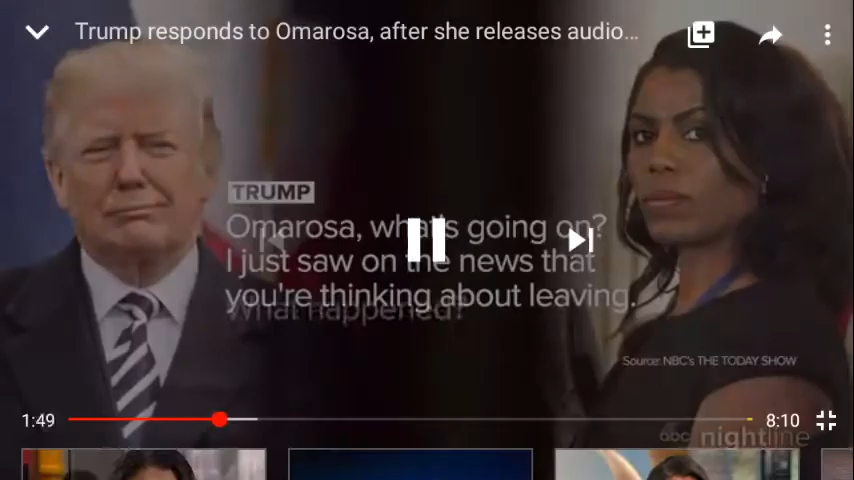 Trump responds to Omarosa, after she releases audio...
TRUMP
Omarosa, what's going on?
I just saw on the news that
you're thinking about leaving.
What happened?
Source: NBC's THE TODAY SHOW
1:49
8:10
abc nightline